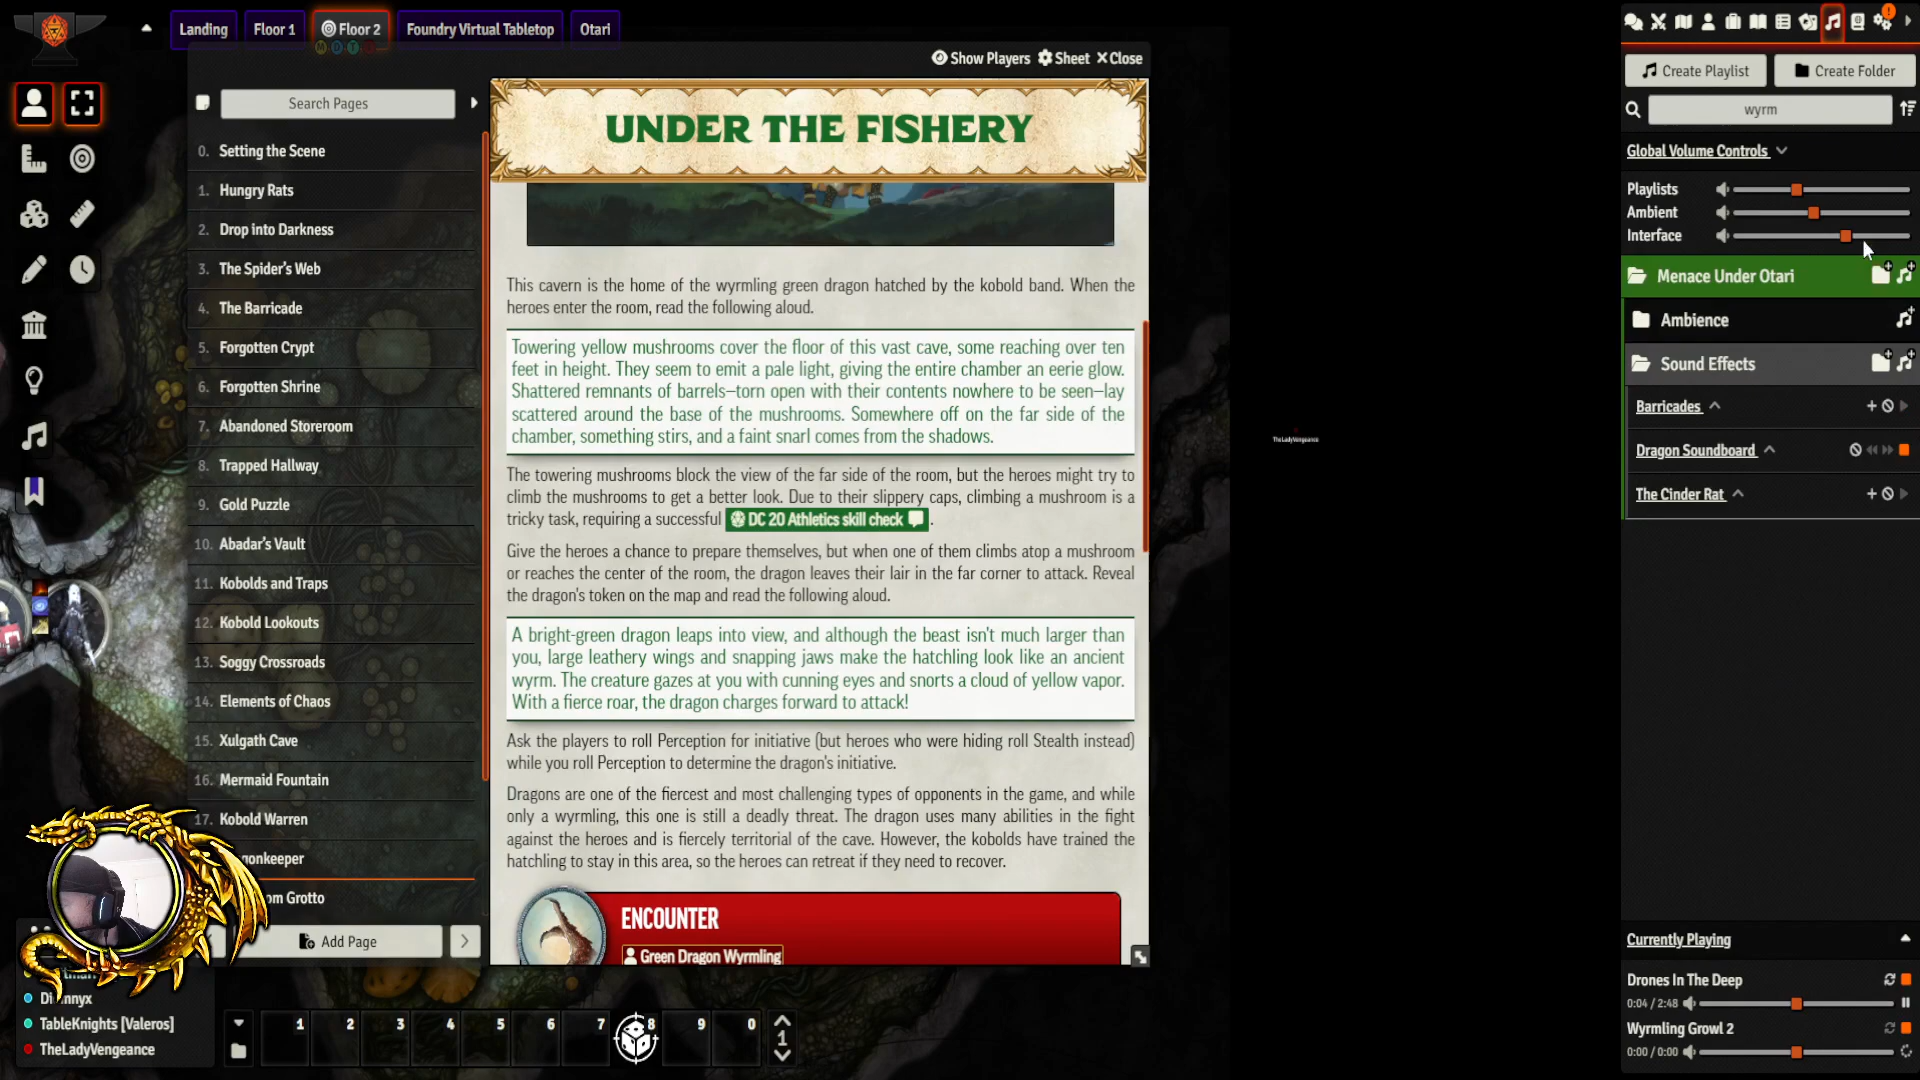 Landing
Floor 1
Floor 2
Foundry Virtual Tabletop
Otari
Show Players
Sheet
Close
Search Pages
0. Setting the Scene
1. Hungry Rats
2. Drop into Darkness
3. The Spider's Web
4. The Barricade
5. Forgotten Crypt
6. Forgotten Shrine
7. Abandoned Storeroom
8. Trapped Hallway
9. Gold Puzzle
10. Abadar's Vault
11. Kobolds and Traps
12. Kobold Lookouts
13. Soggy Crossroads
14. Elements of Chaos
15. Xulgath Cave
16. Mermaid Fountain
17. Kobold Warren
gonkeeper
om Grotto
Add Page
UNDER THE FISHERY
This cavern is the home of the wyrmling green dragon hatched by the kobold band. When the
heroes enter the room, read the following aloud.
Towering yellow mushrooms cover the floor of this vast cave, some reaching over ten
feet in height. They seem to emit a pale light, giving the entire chamber an eerie glow.
Shattered remnants of barrels—torn open with their contents nowhere to be seen—lay
scattered around the base of the mushrooms. Somewhere off on the far side of the
chamber, something stirs, and a faint snarl comes from the shadows.
The towering mushrooms block the view of the far side of the room, but the heroes might try to
climb the mushrooms to get a better look. Due to their slippery caps, climbing a mushroom is a
tricky task, requiring a successful DC 20 Athletics skill check .
Give the heroes a chance to prepare themselves, but when one of them climbs atop a mushroom
or reaches the center of the room, the dragon leaves their lair in the far corner to attack. Reveal
the dragon's token on the map and read the following aloud.
A bright-green dragon leaps into view, and although the beast isn't much larger than
you, large leathery wings and snapping jaws make the hatchling look like an ancient
wyrm. The creature gazes at you with cunning eyes and snorts a cloud of yellow vapor.
With a fierce roar, the dragon charges forward to attack!
Ask the players to roll Perception for initiative (but heroes who were hiding roll Stealth instead)
while you roll Perception to determine the dragon's initiative.
Dragons are one of the fiercest and most challenging types of opponents in the game, and while
only a wyrmling, this one is still a deadly threat. The dragon uses many abilities in the fight
against the heroes and is fiercely territorial of the cave. However, the kobolds have trained the
hatchling to stay in this area, so the heroes can retreat if they need to recover.
ENCOUNTER
Green Dragon Wyrmling
TheLadyVengeance
Create Playlist
Create Folder
wyrm
Global Volume Controls
Playlists
Ambient
Interface
Menace Under Otari
Ambience
Sound Effects
Barricades
Dragon Soundboard
The Cinder Rat
Currently Playing
Drones In The Deep
0:04 / 2:48
Wyrmling Growl 2
0:00 / 0:00
TableKnights [Valeros]
TheLadyVengeance
1 2 3 4 5 6 7 8 9 0
1